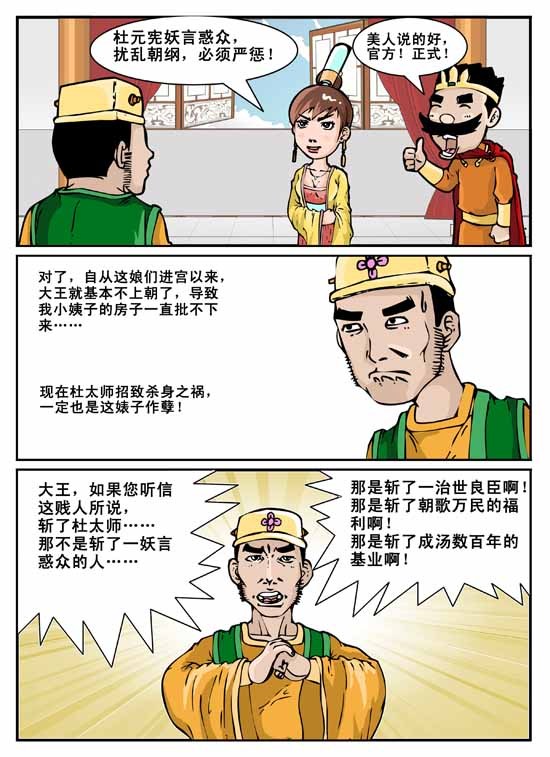 杜元宪妖言惑众，
扰乱朝纲，必须严惩！
美人说的好，
官方！正式！
对了，自从这娘们进宫以来，
大王就基本不上朝了，导致
我小姨子的房子一直批不下
来……
现在杜太师招致杀身之祸，
一定也是这婊子作孽！
大王，如果您听信
这贱人所说，
斩了杜太师……
那不是斩了一妖言
惑众的人……
那是斩了一治世良臣啊！
那是斩了朝歌万民的福
利啊！
那是斩了成汤数百年的
基业啊！